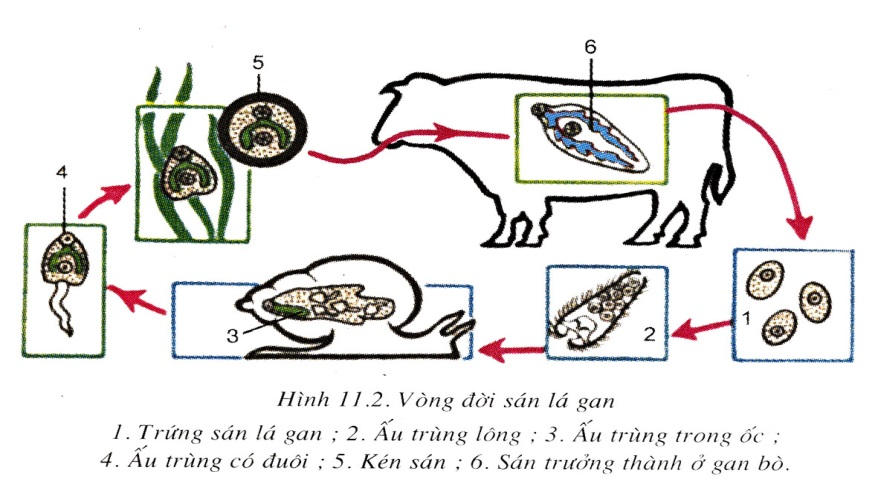 6
5
4
3
2
1
Hình 11.2. Vòng đời sán lá gan
1. Trứng sán lá gan ; 2. Ấu trùng lông ; 3. Ấu trùng trong ốc ;
4. Ấu trùng có đuôi ; 5. Kén sán ; 6. Sán trưởng thành ở gan bò.